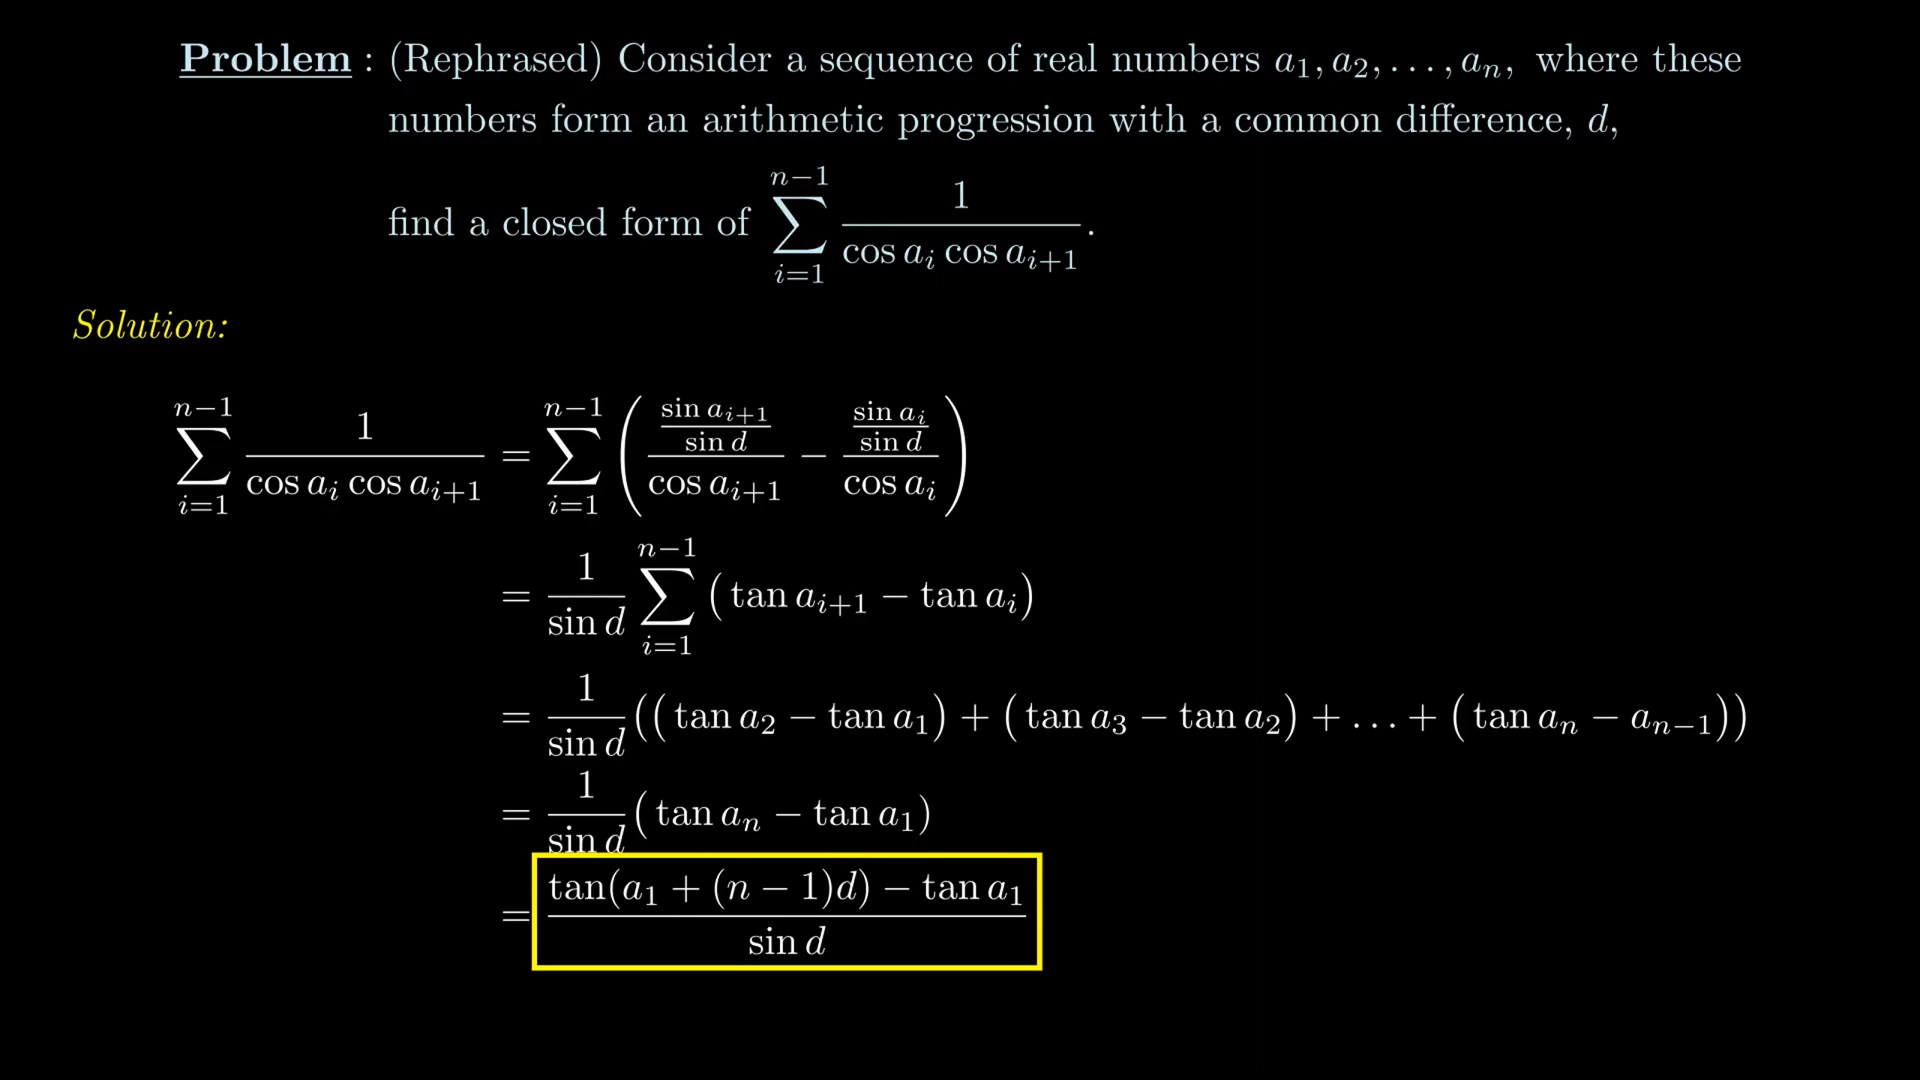 Problem : (Rephrased) Consider a sequence of real numbers $a_1, a_2, \ldots, a_n,$ where these
numbers form an arithmetic progression with a common difference, $d$,
find a closed form of $\sum_{i=1}^{n-1} \frac{1}{\cos a_i \cos a_{i+1}}.$
Solution:
$\sum_{i=1}^{n-1} \frac{1}{\cos a_i \cos a_{i+1}} = \sum_{i=1}^{n-1} \left( \frac{\frac{\sin a_{i+1}}{\sin d}}{\cos a_{i+1}} - \frac{\frac{\sin a_i}{\sin d}}{\cos a_i} \right)$
$= \frac{1}{\sin d} \sum_{i=1}^{n-1} (\tan a_{i+1} - \tan a_i)$
$= \frac{1}{\sin d} ((\tan a_2 - \tan a_1) + (\tan a_3 - \tan a_2) + \ldots + (\tan a_n - a_{n-1}))$
$= \frac{1}{\sin d} (\tan a_n - \tan a_1)$
$= \frac{\tan(a_1 + (n-1)d) - \tan a_1}{\sin d}$